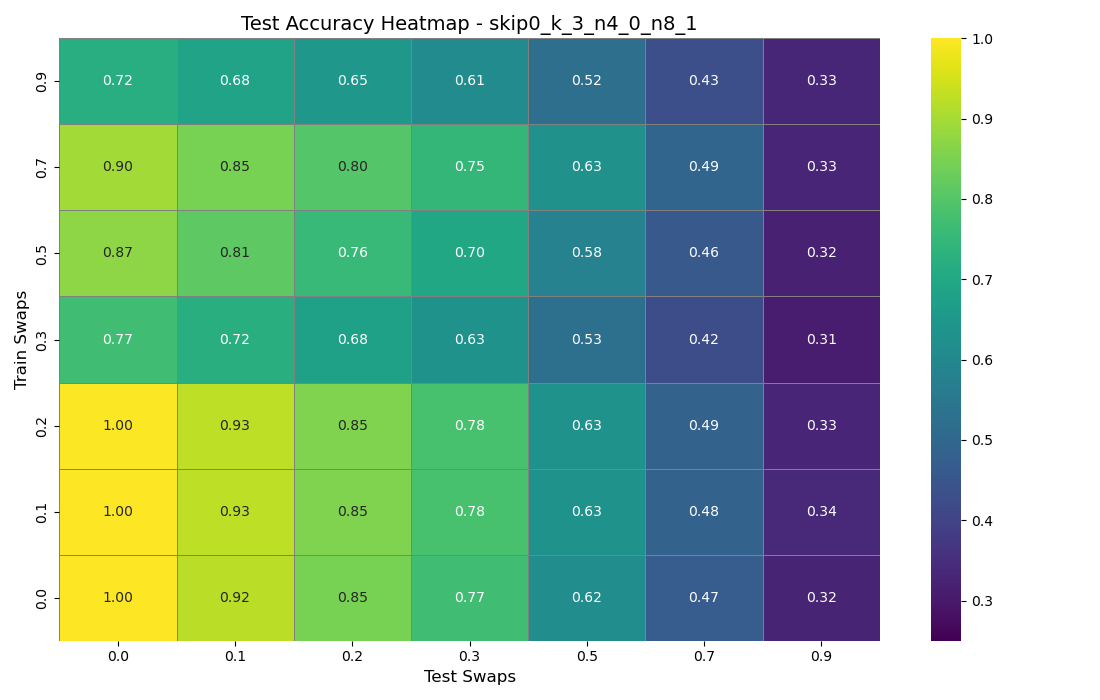 Test Accuracy Heatmap - skip0_k_3_n4_0_n8_1
Train Swaps
0.9 0.72 0.68 0.65 0.61 0.52 0.43 0.33
0.7 0.90 0.85 0.80 0.75 0.63 0.49 0.33
0.5 0.87 0.81 0.76 0.70 0.58 0.46 0.32
0.3 0.77 0.72 0.68 0.63 0.53 0.42 0.31
0.2 1.00 0.93 0.85 0.78 0.63 0.49 0.33
0.1 1.00 0.93 0.85 0.78 0.63 0.48 0.34
0.0 1.00 0.92 0.85 0.77 0.62 0.47 0.32
0.0 0.1 0.2 0.3 0.5 0.7 0.9
Test Swaps
1.0
0.9
0.8
0.7
0.6
0.5
0.4
0.3